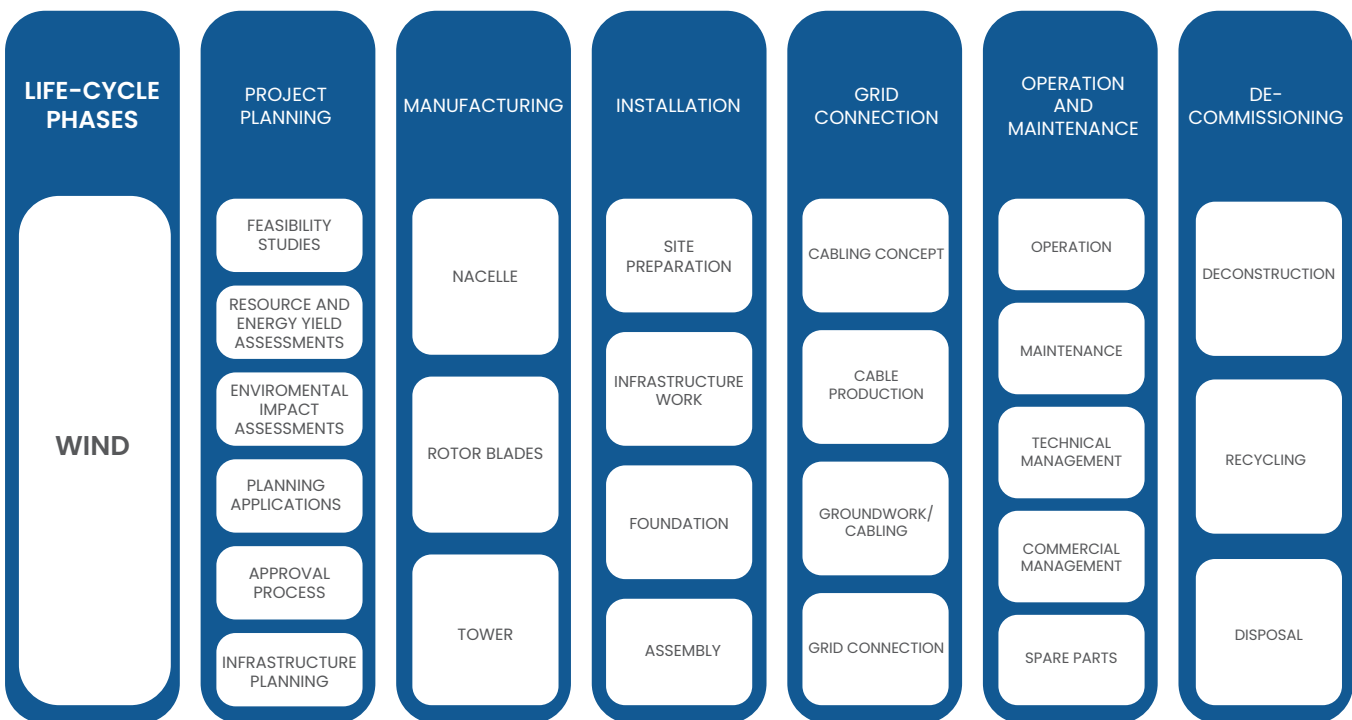 LIFE-CYCLE
PHASES
WIND
PROJECT
PLANNING
FEASIBILITY
STUDIES
RESOURCE AND
ENERGY YIELD
ASSESSMENTS
ENVIROMENTAL
IMPACT
ASSESSMENTS
PLANNING
APPLICATIONS
APPROVAL
PROCESS
INFRASTRUCTURE
PLANNING
MANUFACTURING
NACELLE
ROTOR BLADES
TOWER
INSTALLATION
SITE
PREPARATION
INFRASTRUCTURE
WORK
FOUNDATION
ASSEMBLY
GRID
CONNECTION
CABLING CONCEPT
CABLE
PRODUCTION
GROUNDWORK/
CABLING
GRID CONNECTION
OPERATION
AND
MAINTENANCE
OPERATION
MAINTENANCE
TECHNICAL
MANAGEMENT
COMMERCIAL
MANAGEMENT
SPARE PARTS
DE-
COMMISSIONING
DECONSTRUCTION
RECYCLING
DISPOSAL